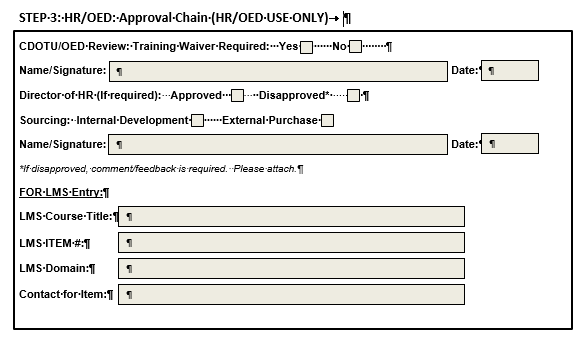 STEP 3: HR/OED: Approval Chain (HR/OED USE ONLY)→ ¶
CDOTU/OED Review: Training Waiver Required: Yes No ¶
Name/Signature: ¶ Date: ¶
Director of HR (If required): Approved Disapproved* ¶
Sourcing: Internal Development External Purchase
Name/Signature: ¶ Date: ¶
*If disapproved, comment/feedback is required. Please attach.¶
FOR LMS Entry:¶
LMS Course Title:¶ ¶
LMS ITEM #:¶ ¶
LMS Domain:¶ ¶
Contact for Item:¶ ¶